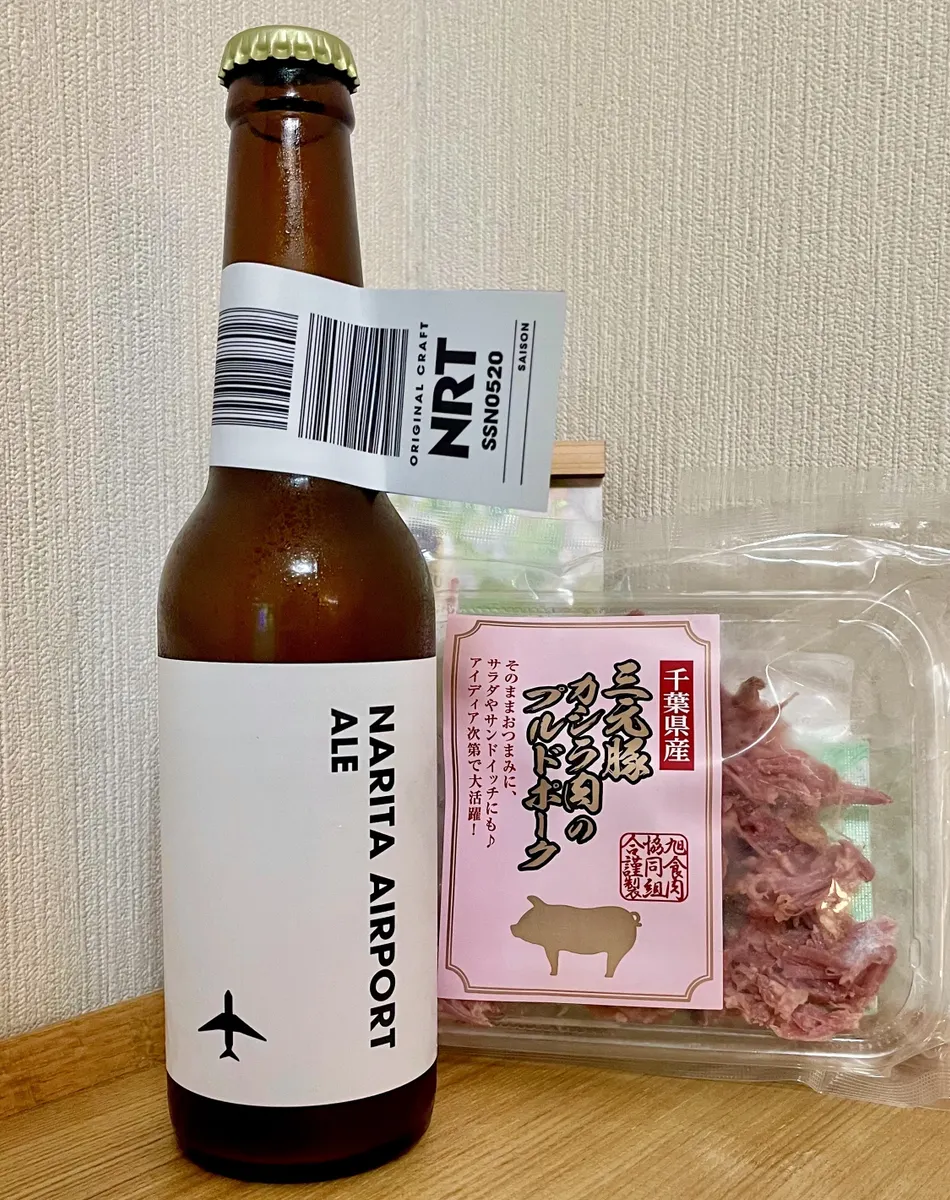 ORIGINAL CRAFT
NRT
SSN0520
SAISON
NARITA AIRPORT
ALE
千葉県産
三元豚
カシラ肉の
プルドポーク
そのままおつまみに、
サラダやサンドイッチにも♪
アイディア次第で大活躍！
旭食肉
協同組
合謹製